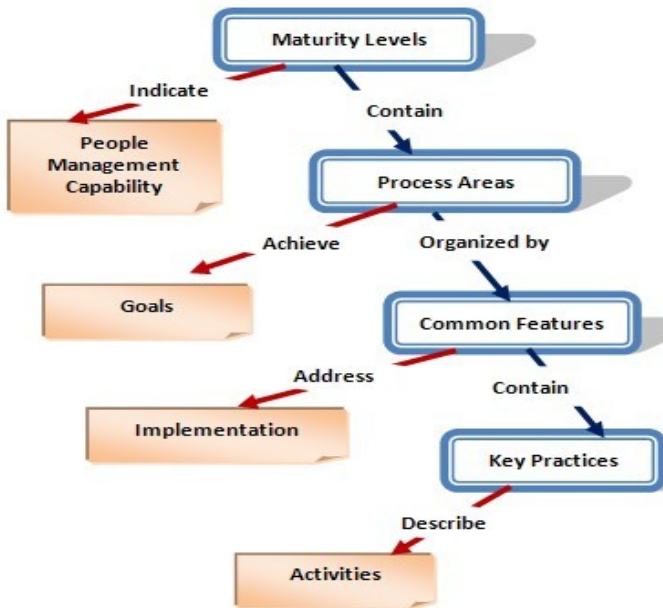 Maturity Levels
Indicate
Contain
People
Management
Capability
Process Areas
Achieve
Organized by
Goals
Common Features
Address
Contain
Implementation
Key Practices
Describe
Activities